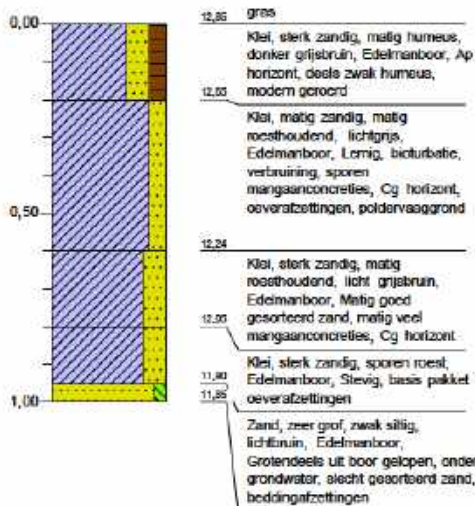 0,00
12,85
gras
Klei, sterk zandig, matig humeus,
donker grijsbruin, Edelmanboor, Ap
horizont, deels zwak humeus,
modern geroerd
12,65
Klei, matig zandig, matig
roesthoudend, lichtgrijs,
Edelmanboor, Lemig, bioturbatie,
verbruining, sporen
mangaanconcreties, Cg horizont,
oeverafzettingen, poldervaaggrond
0,50
12,24
Klei, sterk zandig, matig
roesthoudend, licht grijsbruin,
Edelmanboor, Matig goed
gesorteerd zand, matig veel
mangaanconcreties, Cg horizont
12,05
Klei, sterk zandig, sporen roest,
Edelmanboor, Stevig, basis pakket
oeverafzettingen
11,90
1,00
11,85
Zand, zeer grof, zwak siltig,
lichtbruin, Edelmanboor,
Grotendeels uit boor gelopen, onder
grondwater, slecht gesorteerd zand,
beddingafzettingen